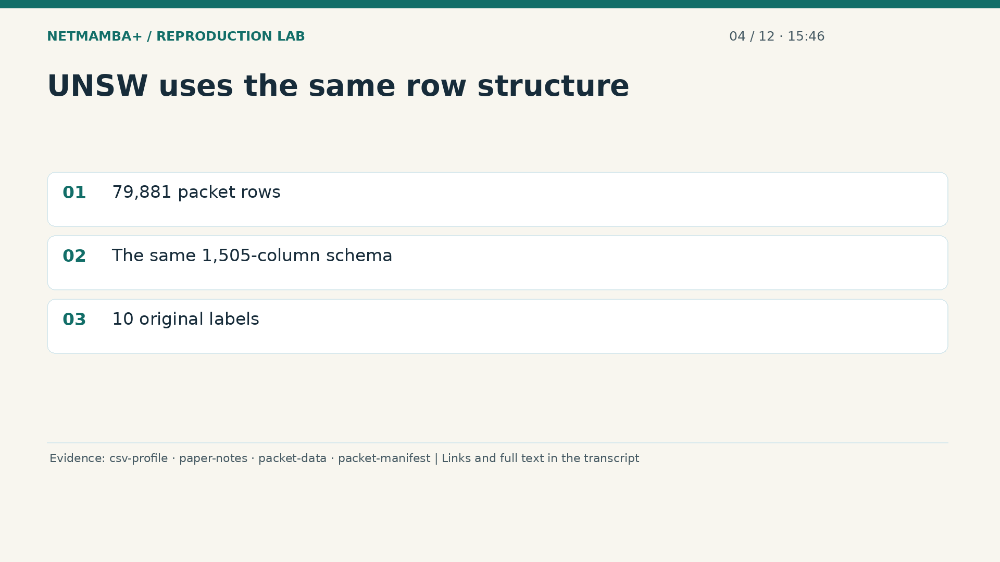 NETMAMBA+ / REPRODUCTION LAB
04 / 12 · 15:46
UNSW uses the same row structure
01 79,881 packet rows
02 The same 1,505-column schema
03 10 original labels
Evidence: csv-profile · paper-notes · packet-data · packet-manifest | Links and full text in the transcript